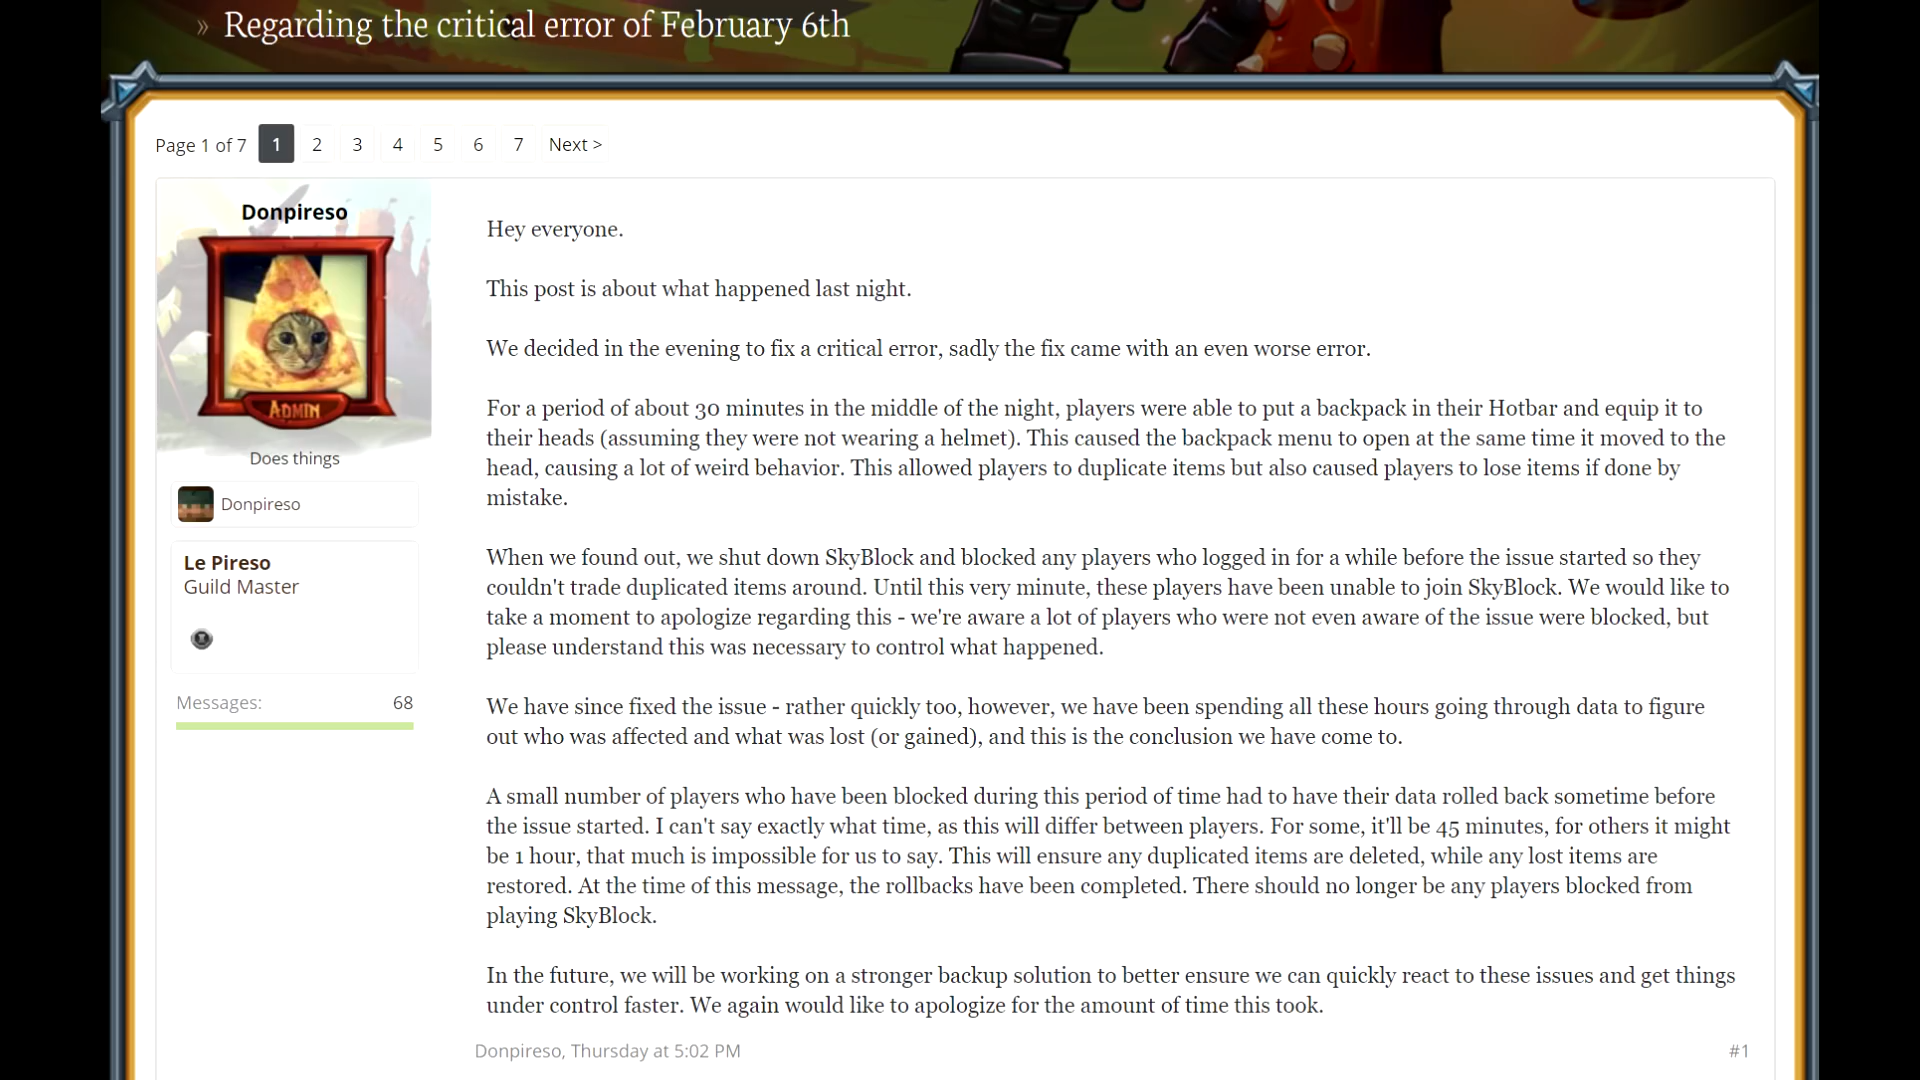 » Regarding the critical error of February 6th
Page 1 of 7 1 2 3 4 5 6 7 Next >
Donpireso
ADMIN
Does things
Donpireso
Le Pireso
Guild Master
Messages: 68
Hey everyone.
This post is about what happened last night.
We decided in the evening to fix a critical error, sadly the fix came with an even worse error.
For a period of about 30 minutes in the middle of the night, players were able to put a backpack in their Hotbar and equip it to
their heads (assuming they were not wearing a helmet). This caused the backpack menu to open at the same time it moved to the
head, causing a lot of weird behavior. This allowed players to duplicate items but also caused players to lose items if done by
mistake.
When we found out, we shut down SkyBlock and blocked any players who logged in for a while before the issue started so they
couldn't trade duplicated items around. Until this very minute, these players have been unable to join SkyBlock. We would like to
take a moment to apologize regarding this - we're aware a lot of players who were not even aware of the issue were blocked, but
please understand this was necessary to control what happened.
We have since fixed the issue - rather quickly too, however, we have been spending all these hours going through data to figure
out who was affected and what was lost (or gained), and this is the conclusion we have come to.
A small number of players who have been blocked during this period of time had to have their data rolled back sometime before
the issue started. I can't say exactly what time, as this will differ between players. For some, it'll be 45 minutes, for others it might
be 1 hour, that much is impossible for us to say. This will ensure any duplicated items are deleted, while any lost items are
restored. At the time of this message, the rollbacks have been completed. There should no longer be any players blocked from
playing SkyBlock.
In the future, we will be working on a stronger backup solution to better ensure we can quickly react to these issues and get things
under control faster. We again would like to apologize for the amount of time this took.
Donpireso, Thursday at 5:02 PM #1